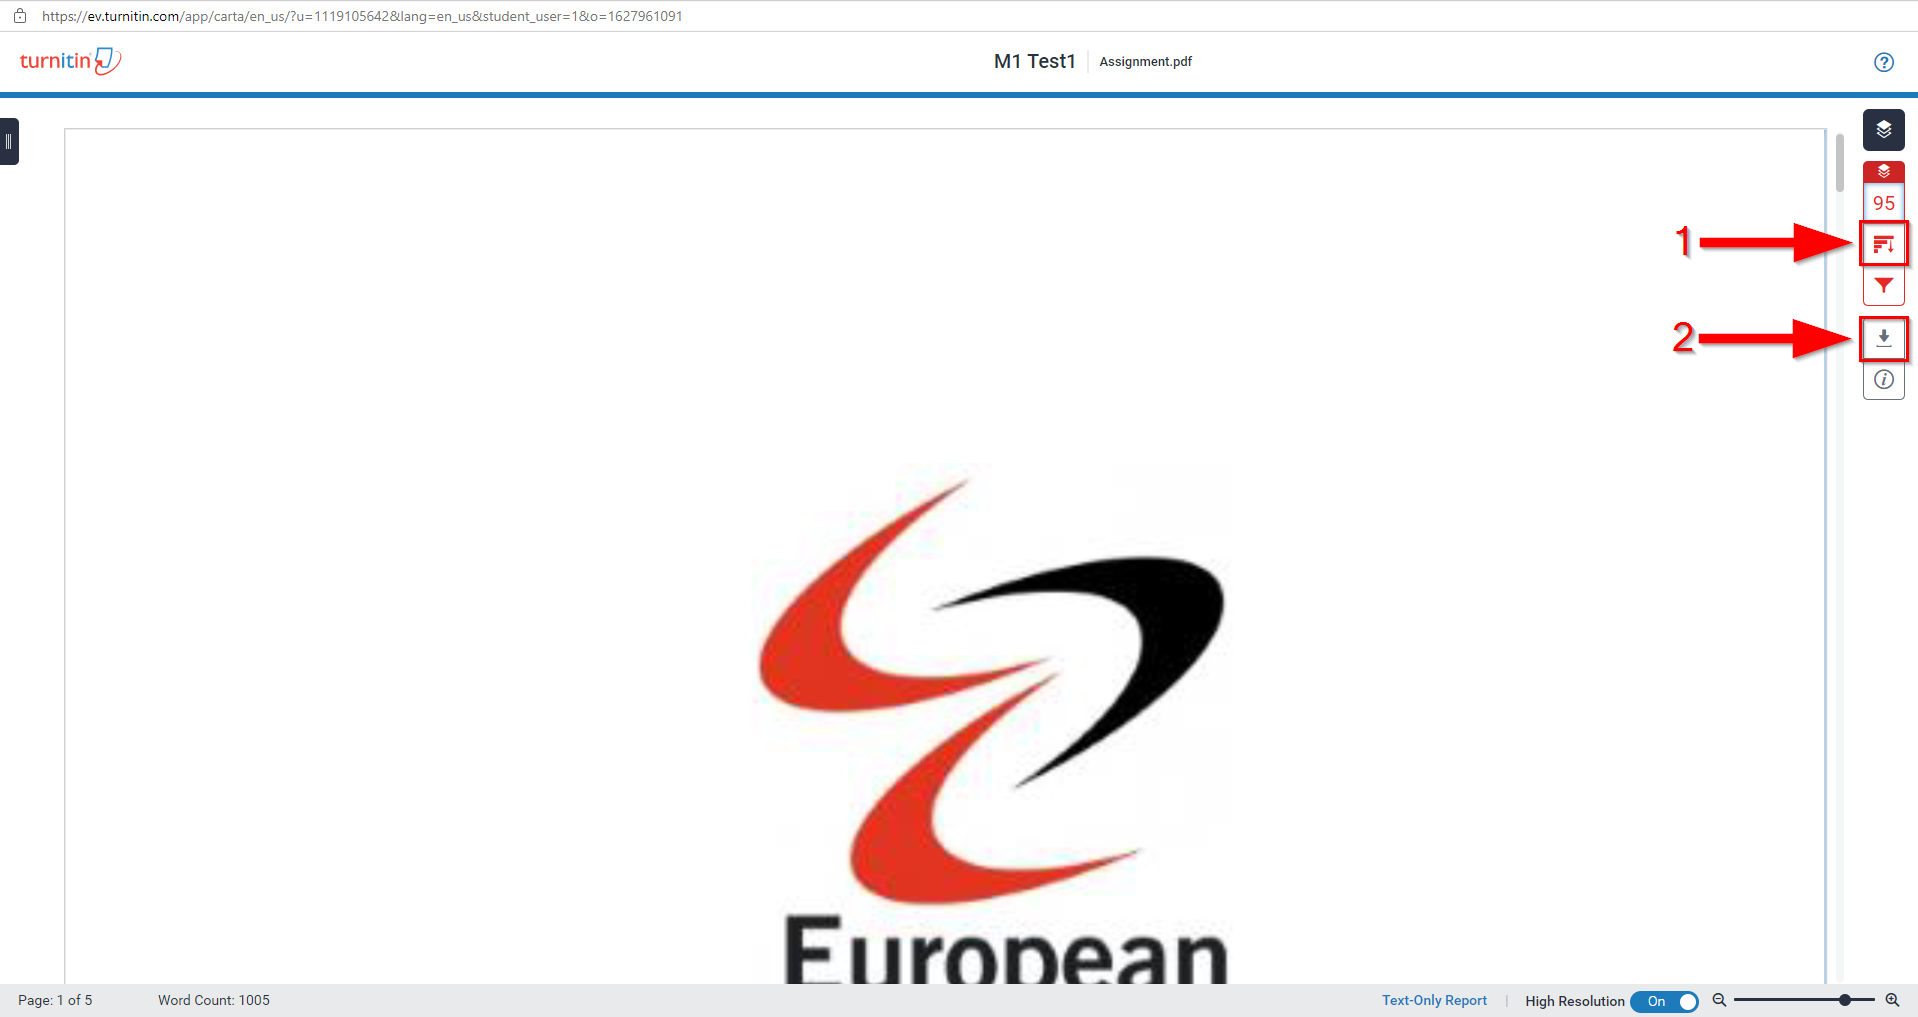 https://ev.turnitin.com/app/carta/en_us/?u=1119105642&lang=en_us&student_user=1&o=1627961091
turnitin
M1 Test1
Assignment.pdf
95
1
2
European
Page: 1 of 5
Word Count: 1005
Text-Only Report
High Resolution
On